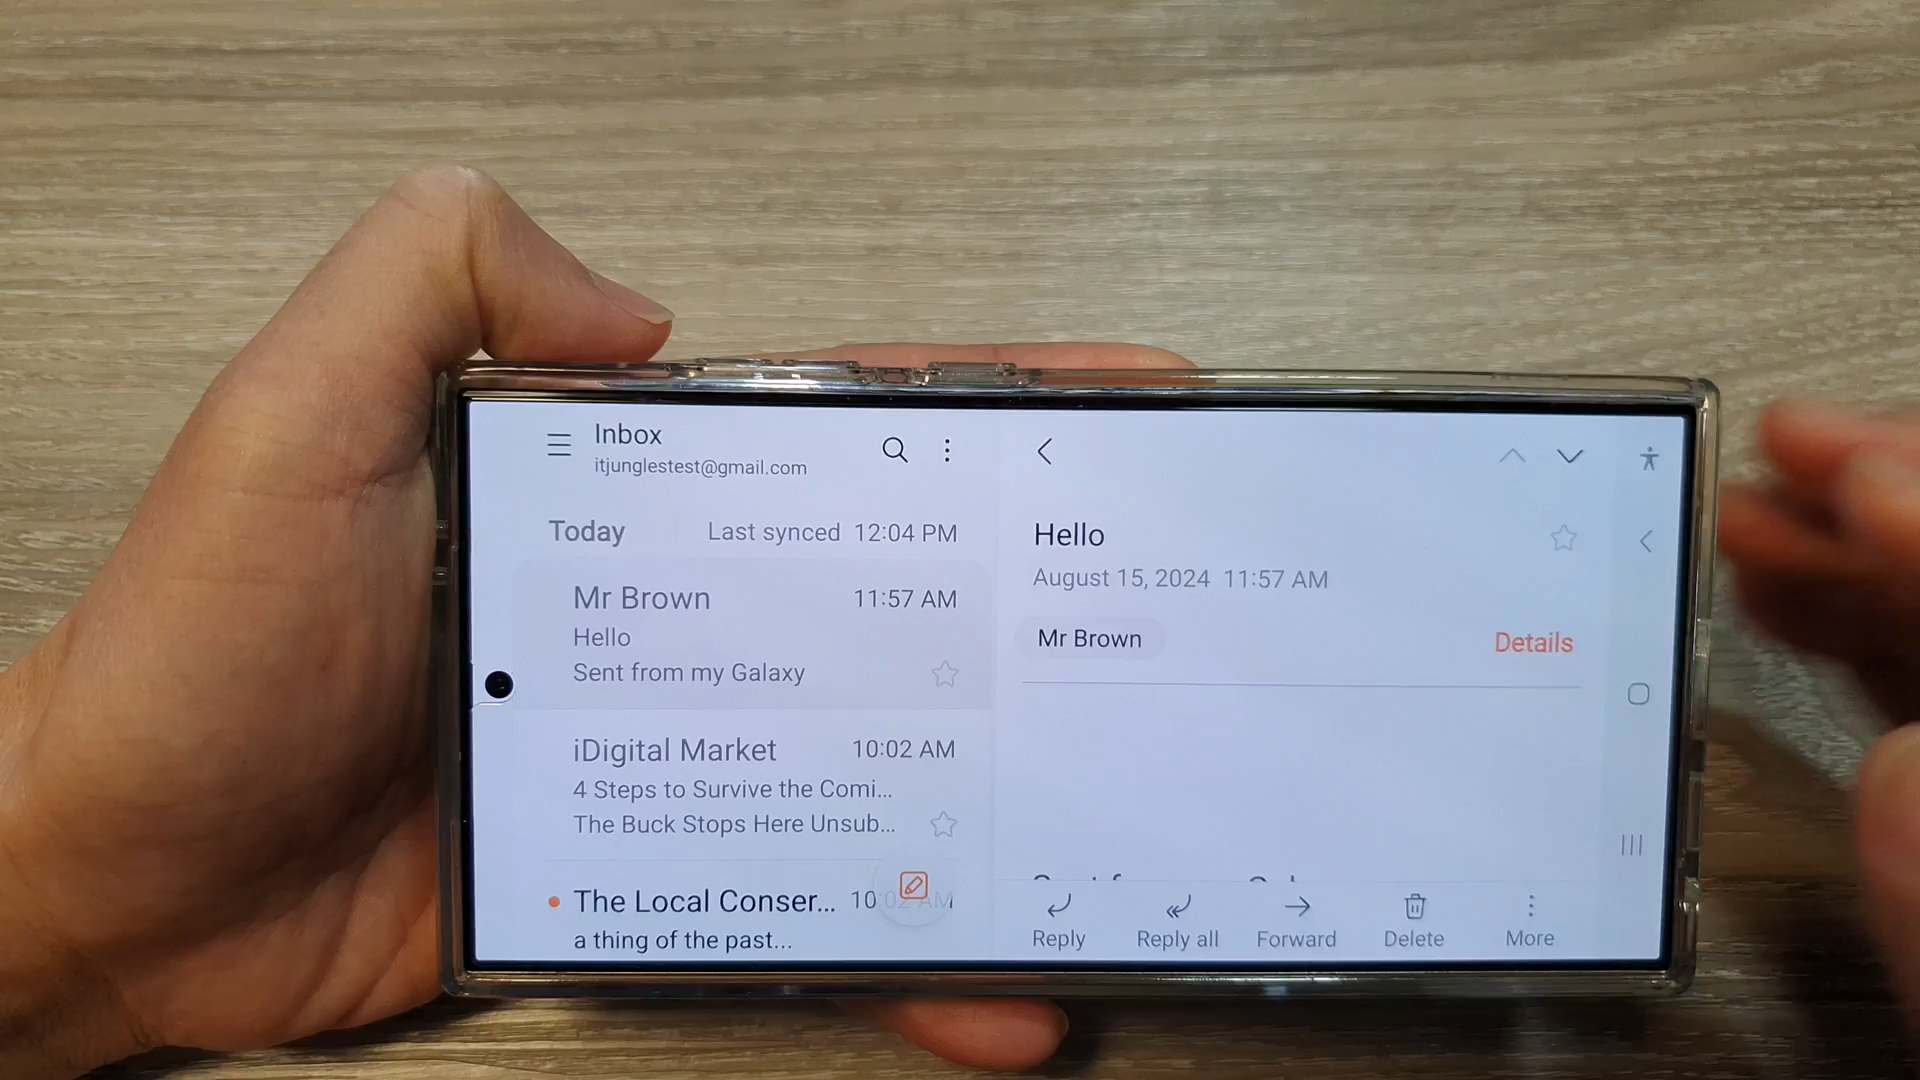 Inbox
itjunglestest@gmail.com
Today Last synced 12:04 PM
Mr Brown 11:57 AM
Hello
Sent from my Galaxy
iDigital Market 10:02 AM
4 Steps to Survive the Comi...
The Buck Stops Here Unsub...
The Local Conser... 10:02 AM
a thing of the past...
Hello
August 15, 2024 11:57 AM
Mr Brown Details
Reply Reply all Forward Delete More